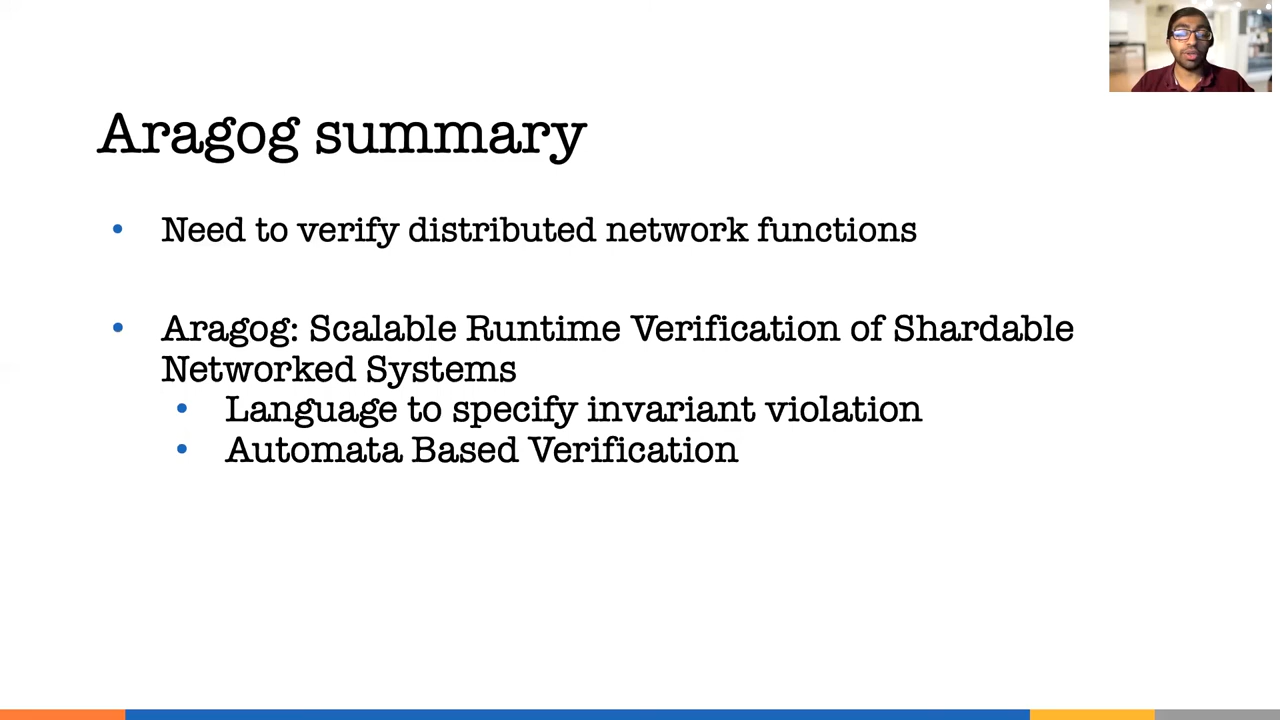 Aragog summary
• Need to verify distributed network functions
• Aragog: Scalable Runtime Verification of Shardable
Networked Systems
• Language to specify invariant violation
• Automata Based Verification